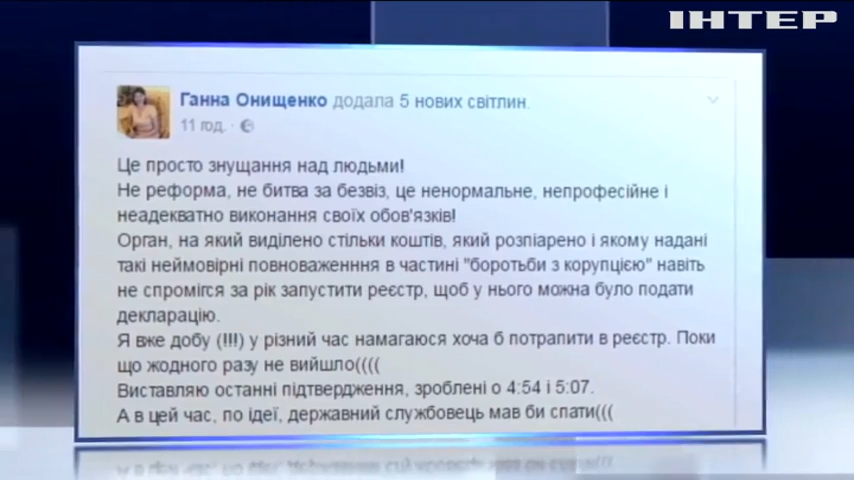 ІНТЕР
Ганна Онищенко додала 5 нових світлин.
11 год. ·
Це просто знущання над людьми!
Не реформа, не битва за безвіз, це ненормальне, непрофесійне і
неадекватно виконання своїх обов'язків!
Орган, на який виділено стільки коштів, який розпіарено і якому надані
такі неймовірні повноваженння в частині "боротьби з корупцією" навіть
не спромігся за рік запустити реєстр, щоб у нього можна було подати
декларацію.
Я вже добу (!!!) у різний час намагаюся хоча б потрапити в реєстр. Поки
що жодного разу не вийшло((((
Виставляю останні підтвердження, зроблені о 4:54 і 5:07.
А в цей час, по ідеї, державний службовець мав би спати(((